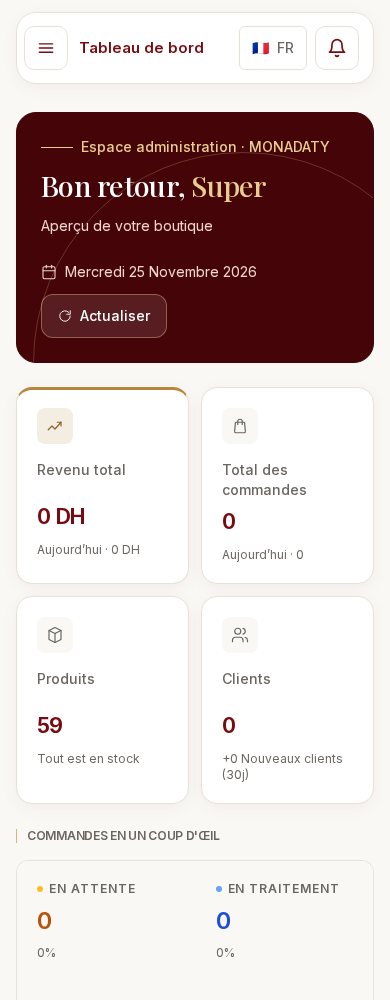 Tableau de bord
🇫🇷 FR
Espace administration · MONADATY
Bon retour, Super
Aperçu de votre boutique
Mercredi 25 Novembre 2026
Actualiser
Revenu total
0 DH
Aujourd’hui · 0 DH
Total des
commandes
0
Aujourd’hui · 0
Produits
59
Tout est en stock
Clients
0
+0 Nouveaux clients
(30j)
COMMANDES EN UN COUP D'ŒIL
EN ATTENTE
0
0%
EN TRAITEMENT
0
0%